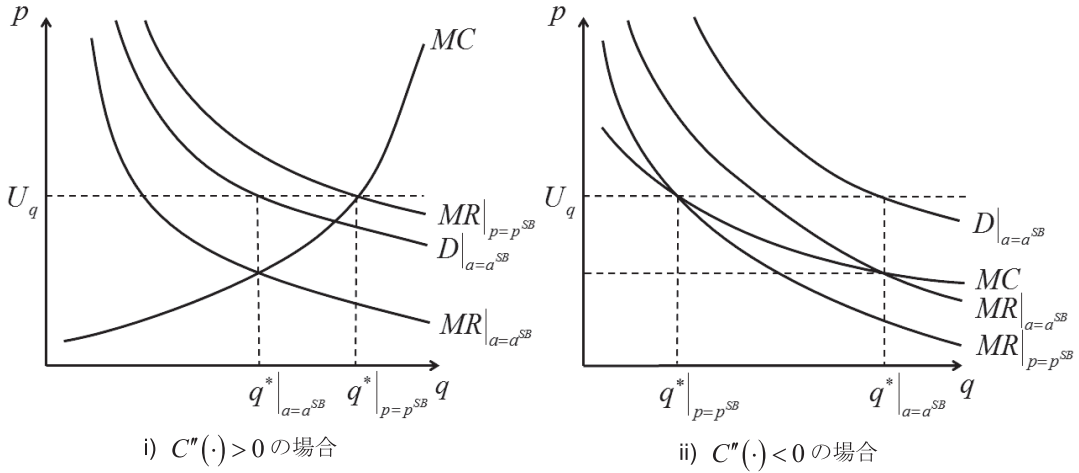 p
MC
U_q
MR|_{p=p^{SB}}
D|_{a=a^{SB}}
MR|_{a=a^{SB}}
q^*|_{a=a^{SB}} q^*|_{p=p^{SB}} q
i) C″(·)>0 の場合
p
U_q
D|_{a=a^{SB}}
MC
MR|_{a=a^{SB}}
MR|_{p=p^{SB}}
q^*|_{p=p^{SB}} q^*|_{a=a^{SB}} q
ii) C″(·)<0 の場合